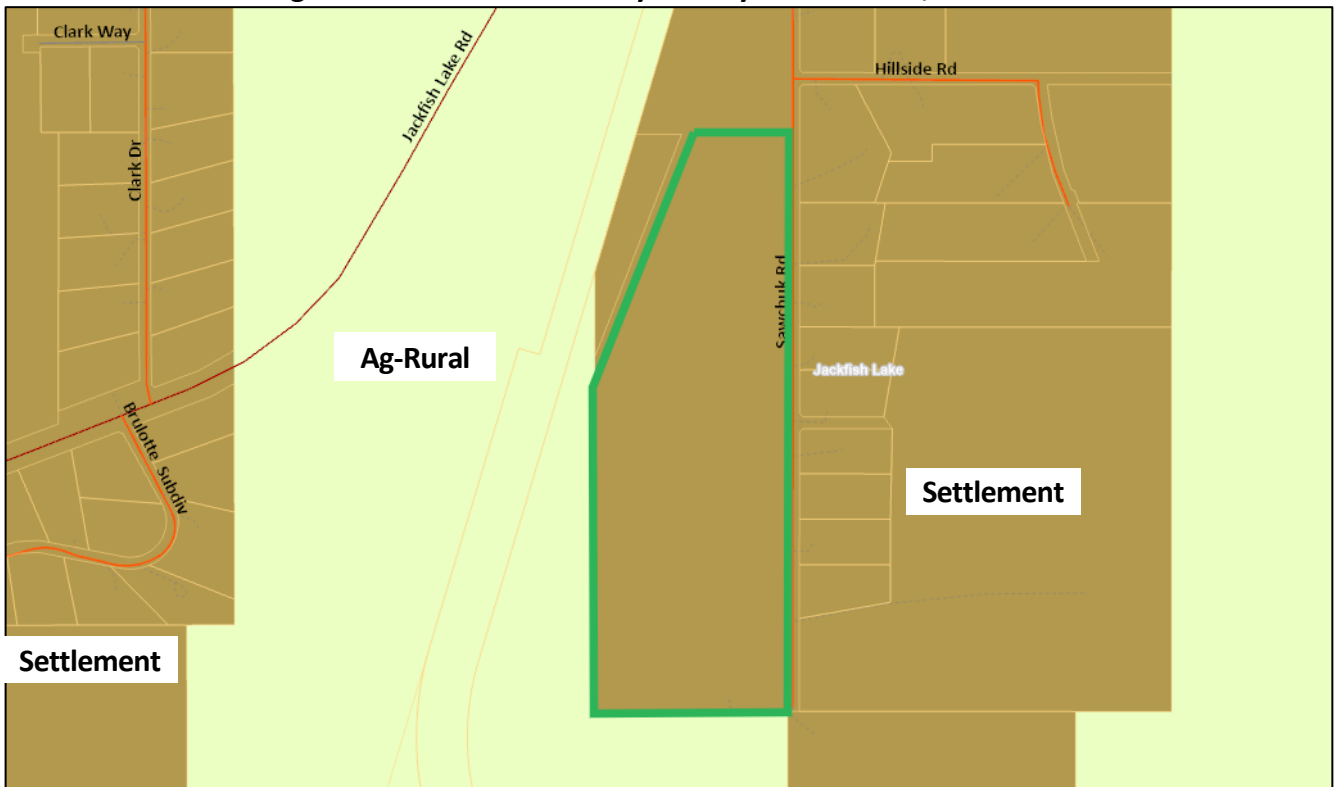 Clark Way
Jackfish Lake Rd
Hillside Rd
Clark Dr
Sawchuk Rd
Ag-Rural
Jackfish Lake
Brulotte Subdiv
Settlement
Settlement